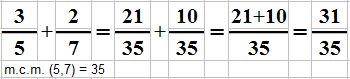 3/5 + 2/7 = 21/35 + 10/35 = 21+10/35 = 31/35
m.c.m. (5,7) = 35